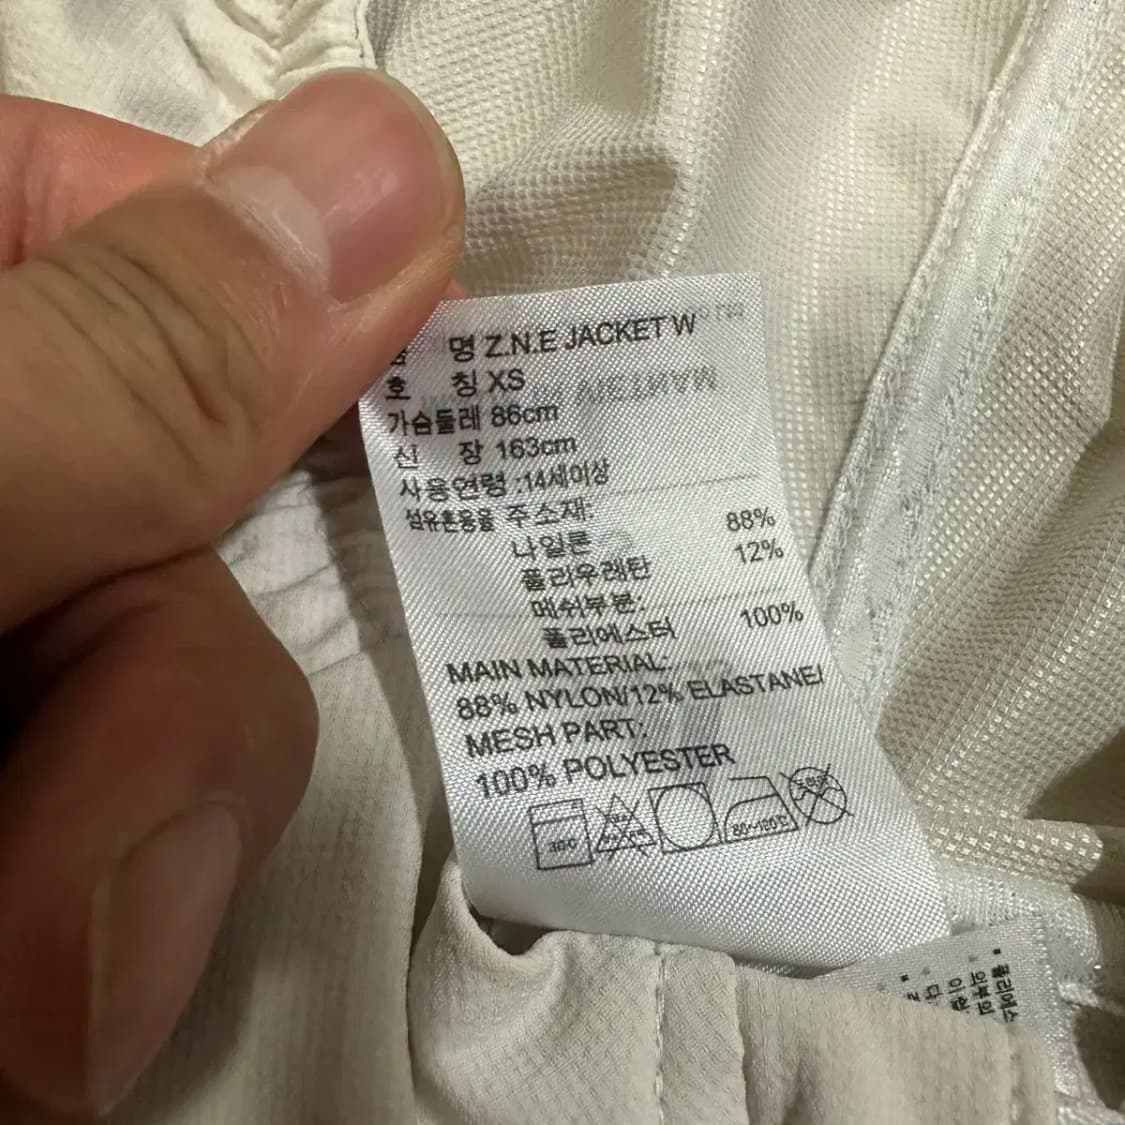 명 Z.N.E JACKET W
호 칭 XS
가슴둘레 86cm
신 장 163cm
사용연령 :14세이상
섬유혼용율 주소재:
나일론 88%
폴리우레탄 12%
메쉬부분:
폴리에스터 100%
MAIN MATERIAL:
88% NYLON/12% ELASTANE/
MESH PART:
100% POLYESTER
30C 80~120°C